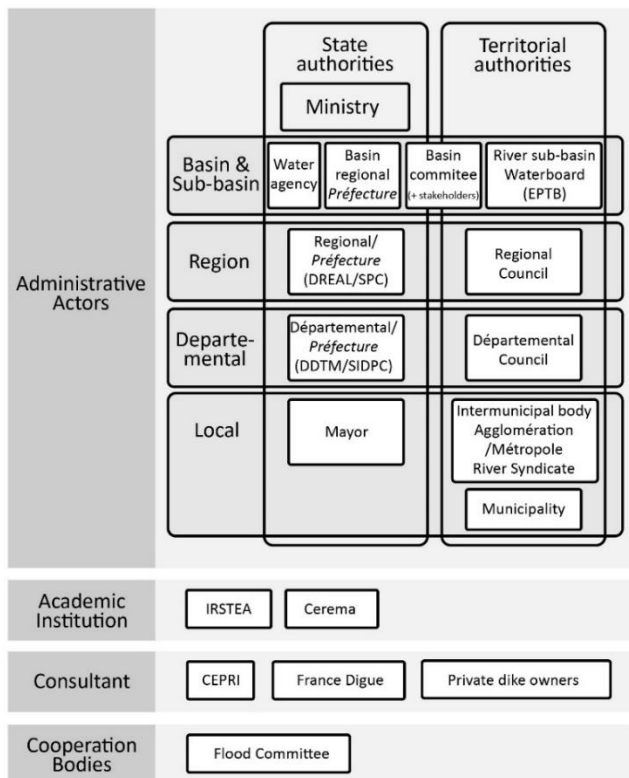 State
authorities
Territorial
authorities
Ministry
Administrative
Actors
Basin &
Sub-basin
Water
agency
Basin
regional
Préfecture
Basin
commitee
(+ stakeholders)
River sub-basin
Waterboard
(EPTB)
Region
Regional/
Préfecture
(DREAL/SPC)
Regional
Council
Departe-
mental
Départemental/
Préfecture
(DDTM/SIDPC)
Départemental
Council
Local
Mayor
Intermunicipal body
Agglomération
/Métropole
River Syndicate
Municipality
Academic
Institution
IRSTEA
Cerema
Consultant
CEPRI
France Digue
Private dike owners
Cooperation
Bodies
Flood Committee